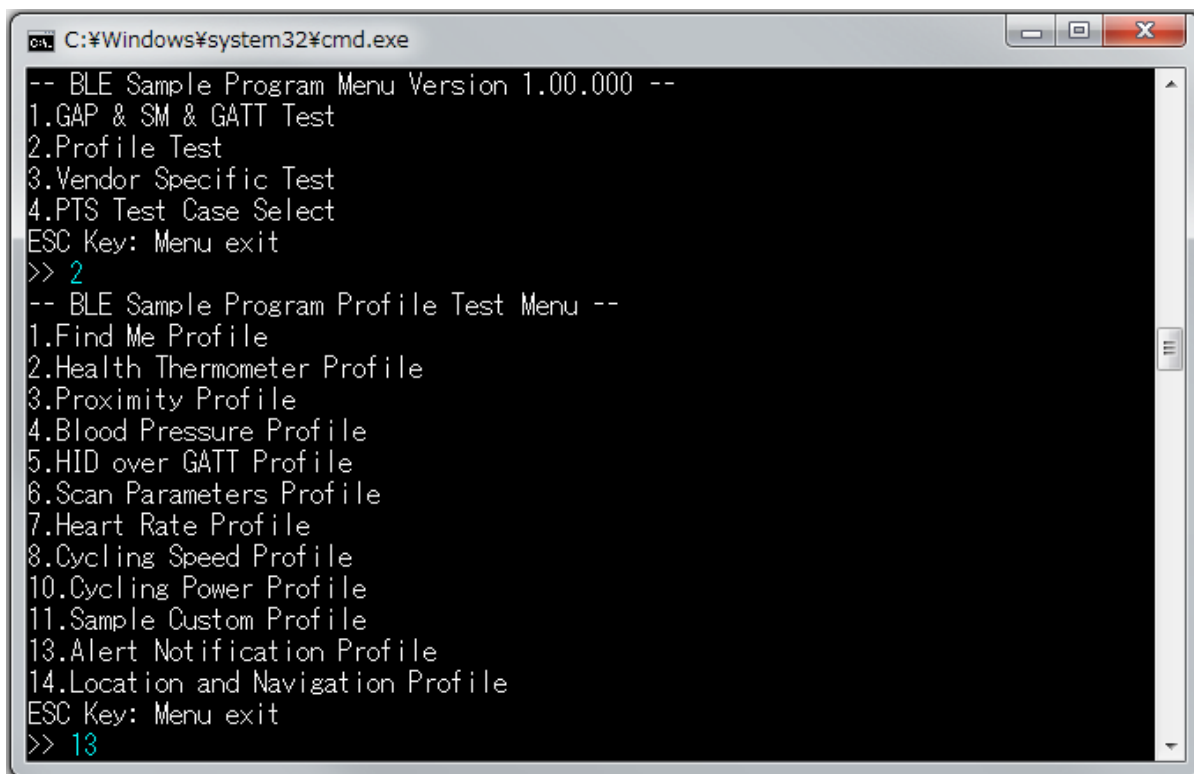 C:¥Windows¥system32¥cmd.exe
-- BLE Sample Program Menu Version 1.00.000 --
1.GAP & SM & GATT Test
2.Profile Test
3.Vendor Specific Test
4.PTS Test Case Select
ESC Key: Menu exit
>> 2
-- BLE Sample Program Profile Test Menu --
1.Find Me Profile
2.Health Thermometer Profile
3.Proximity Profile
4.Blood Pressure Profile
5.HID over GATT Profile
6.Scan Parameters Profile
7.Heart Rate Profile
8.Cycling Speed Profile
10.Cycling Power Profile
11.Sample Custom Profile
13.Alert Notification Profile
14.Location and Navigation Profile
ESC Key: Menu exit
>> 13